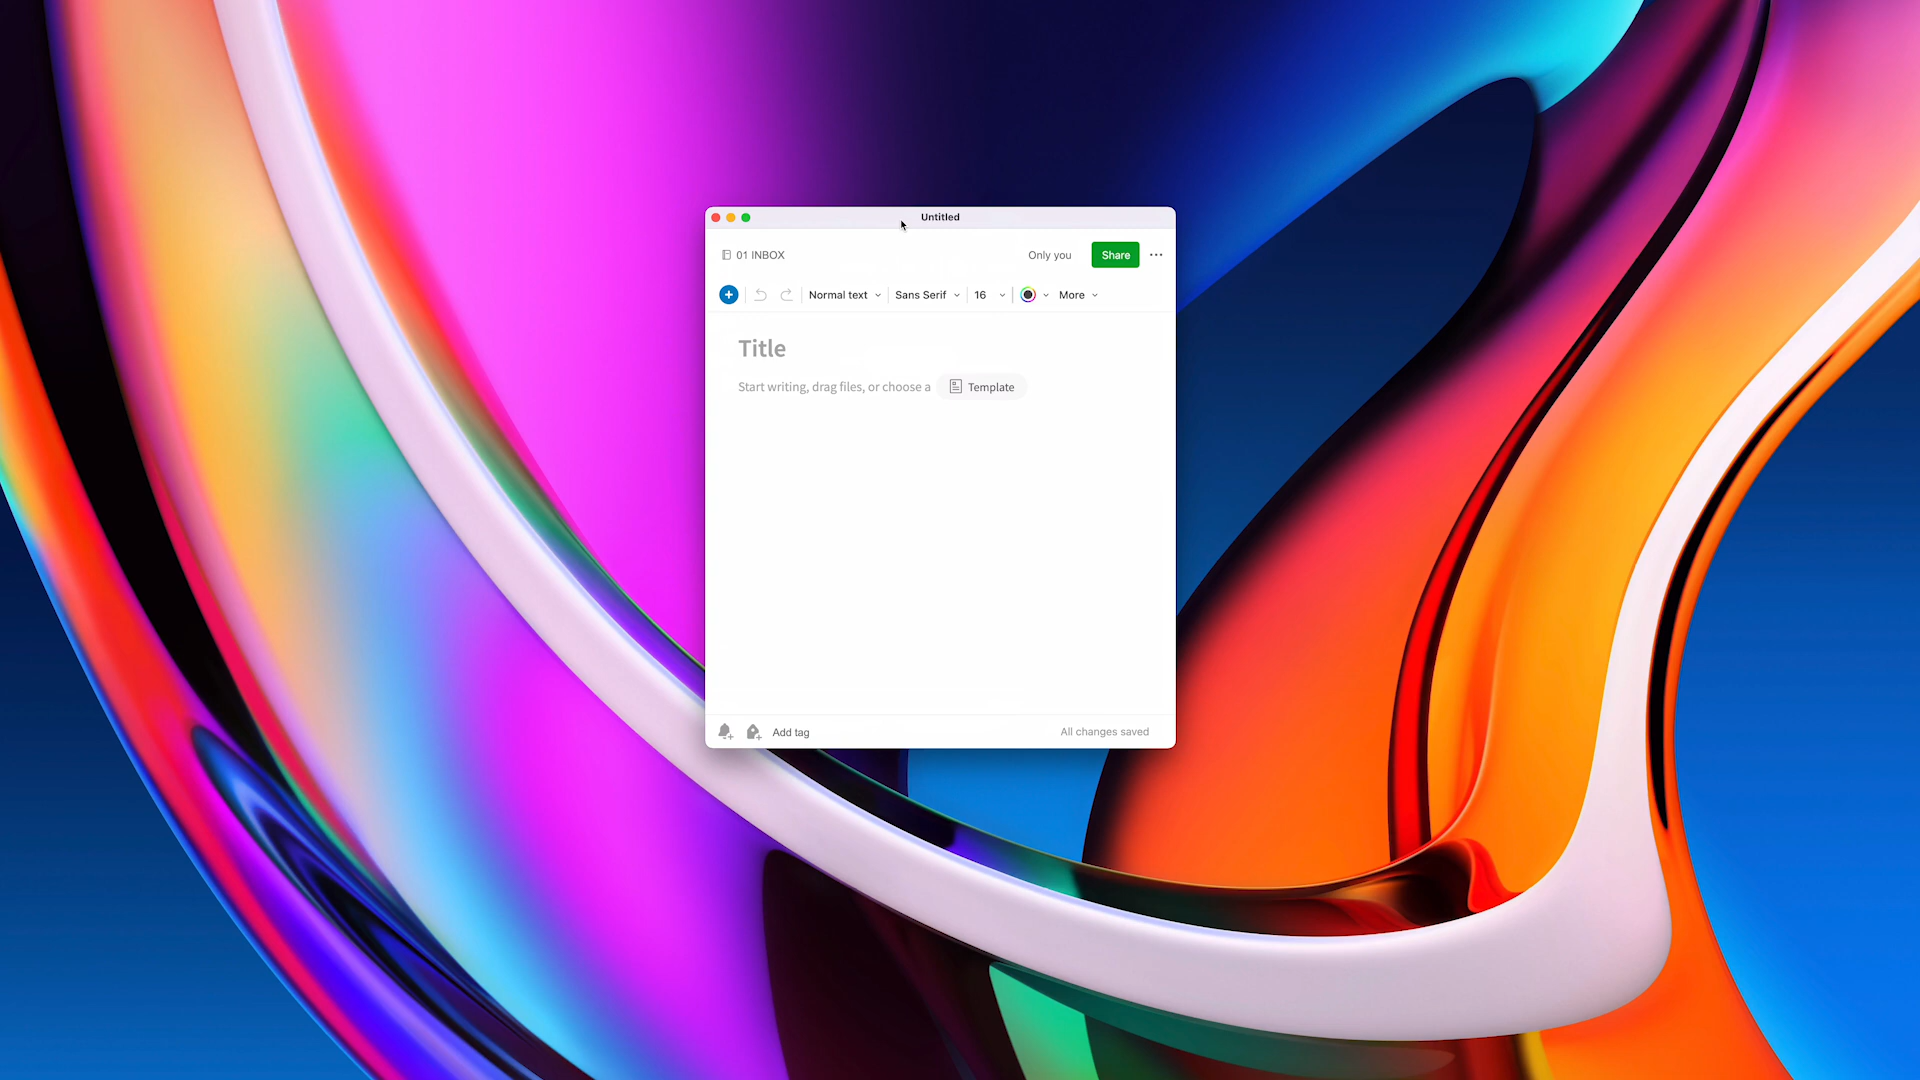 Untitled
01 INBOX Only you Share
Normal text Sans Serif 16 More
Title
Start writing, drag files, or choose a Template
Add tag All changes saved